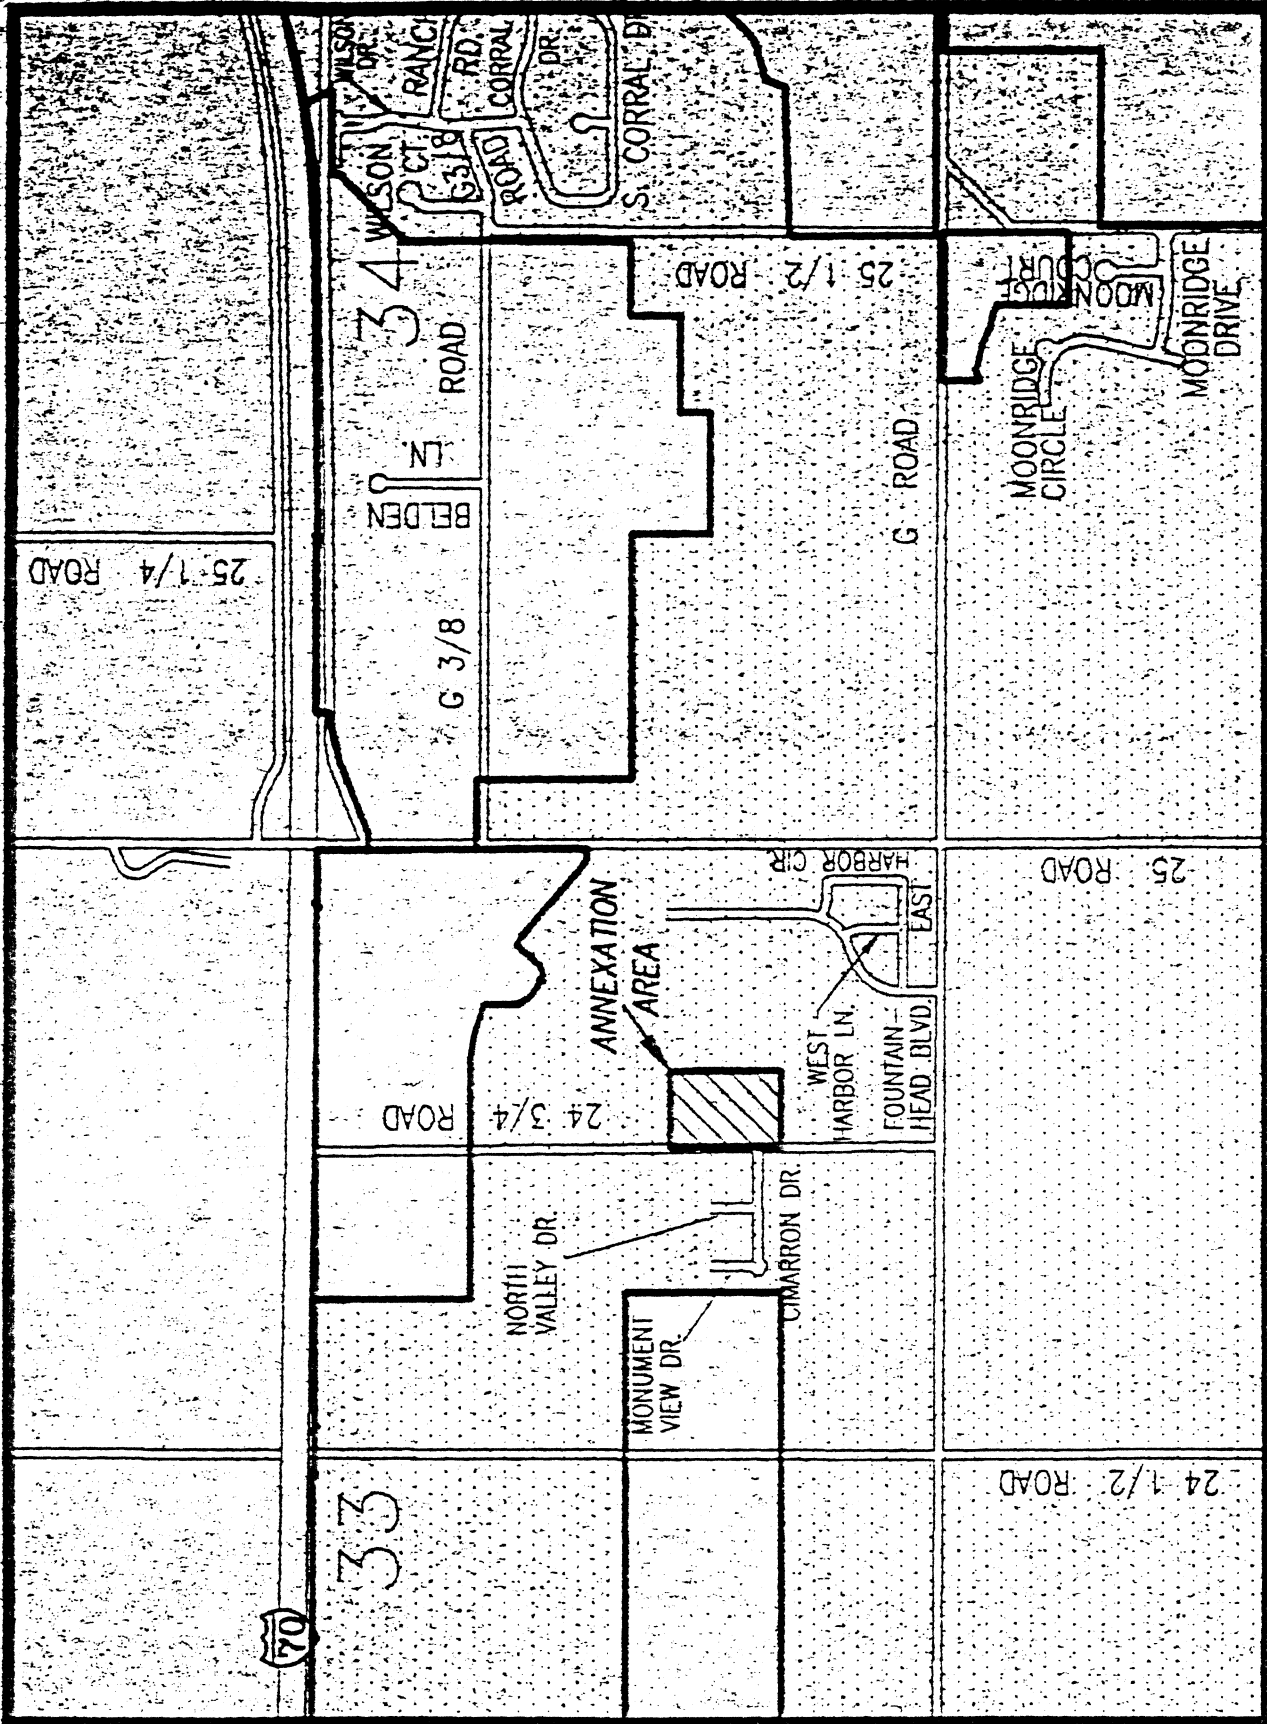 WILSON
DR.
RANCH
RD.
CORRAL
DR.
S. CORRAL DR
WILSON
CT
G 3/8
ROAD
34
25 1/2 ROAD
MOONRIDGE
COURT
MOONRIDGE
DRIVE
MOONRIDGE
CIRCLE
G ROAD
BELDEN
LN.
G 3/8 ROAD
25 1/4 ROAD
25 ROAD
HARBOR CIR.
EAST
ANNEXATION
AREA
WEST
HARBOR LN.
FOUNTAIN-
HEAD BLVD.
24 3/4 ROAD
NORTH
VALLEY DR.
CIMARRON DR.
MONUMENT
VIEW DR.
24 1/2 ROAD
33
70